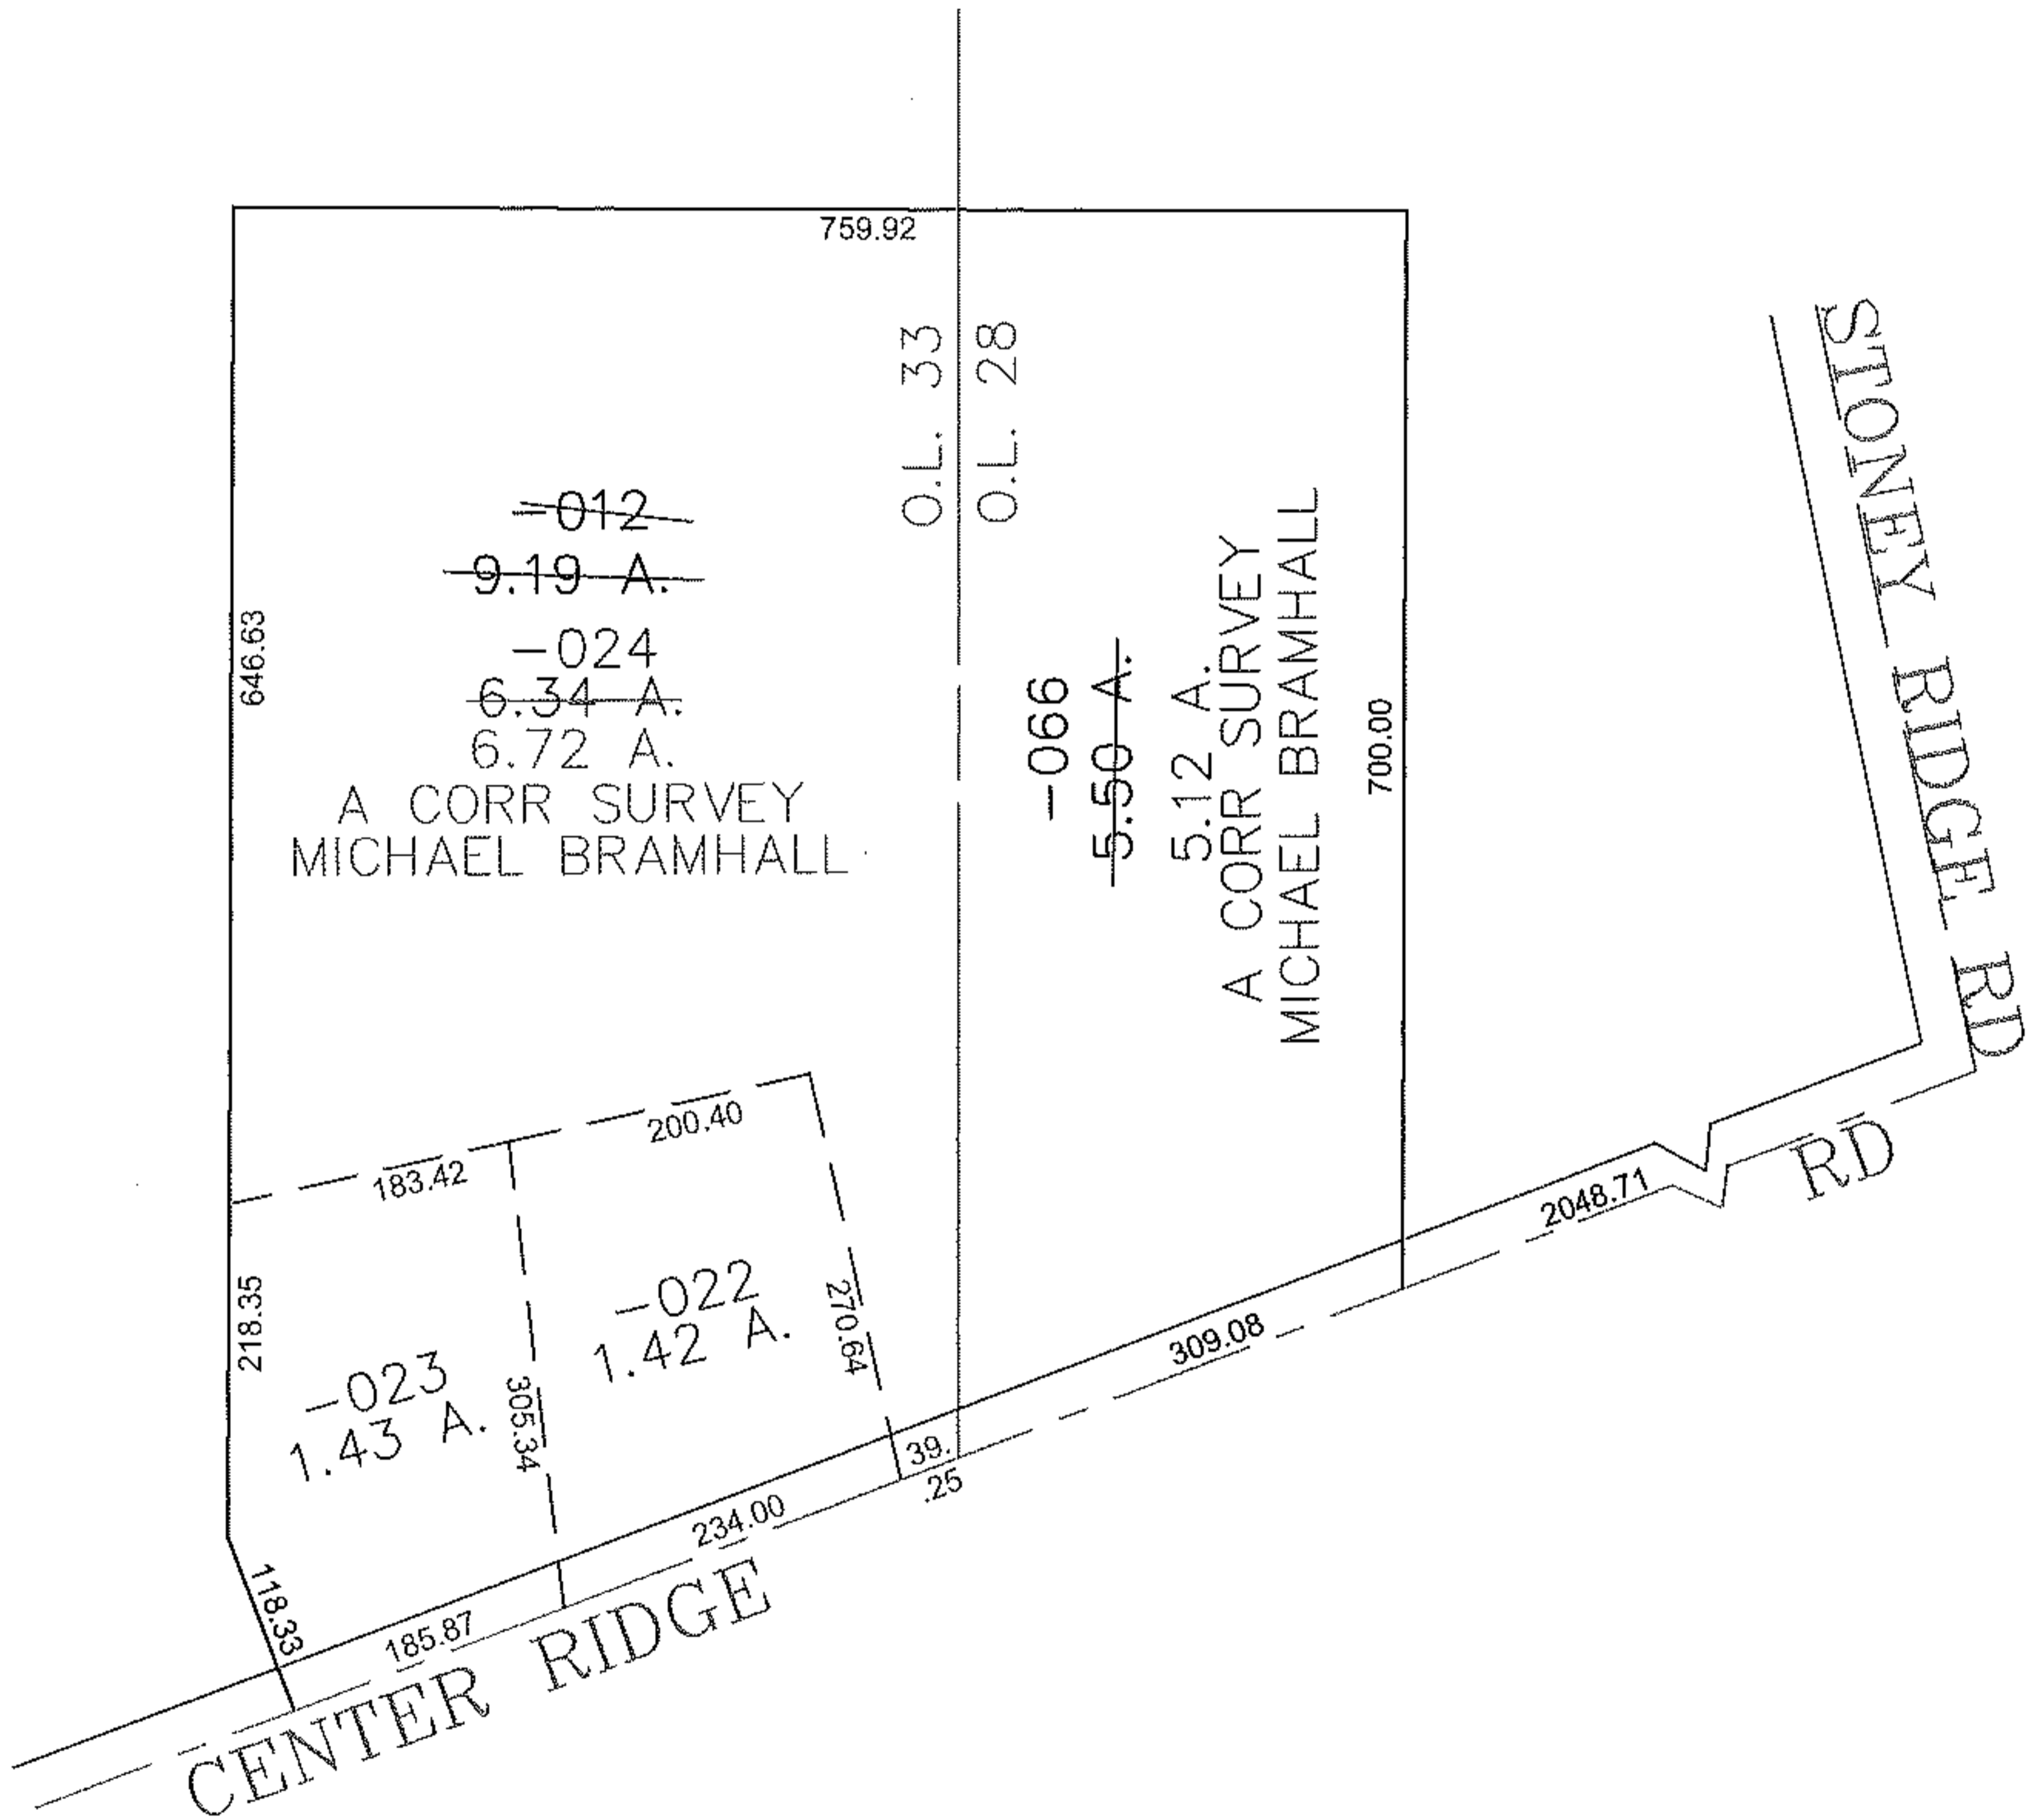 759.92
O.L. 33
O.L. 28
-012
9.19 A.
-024
6.34 A.
6.72 A.
A CORR SURVEY
MICHAEL BRAMHALL
646.63
-066
5.50 A.
5.12 A.
A CORR SURVEY
MICHAEL BRAMHALL
700.00
STONEY RIDGE RD
200.40
183.42
218.35
-022
1.42 A.
270.64
-023
1.43 A.
305.34
118.33
185.87
234.00
39.
.25
309.08
2048.71
CENTER RIDGE RD